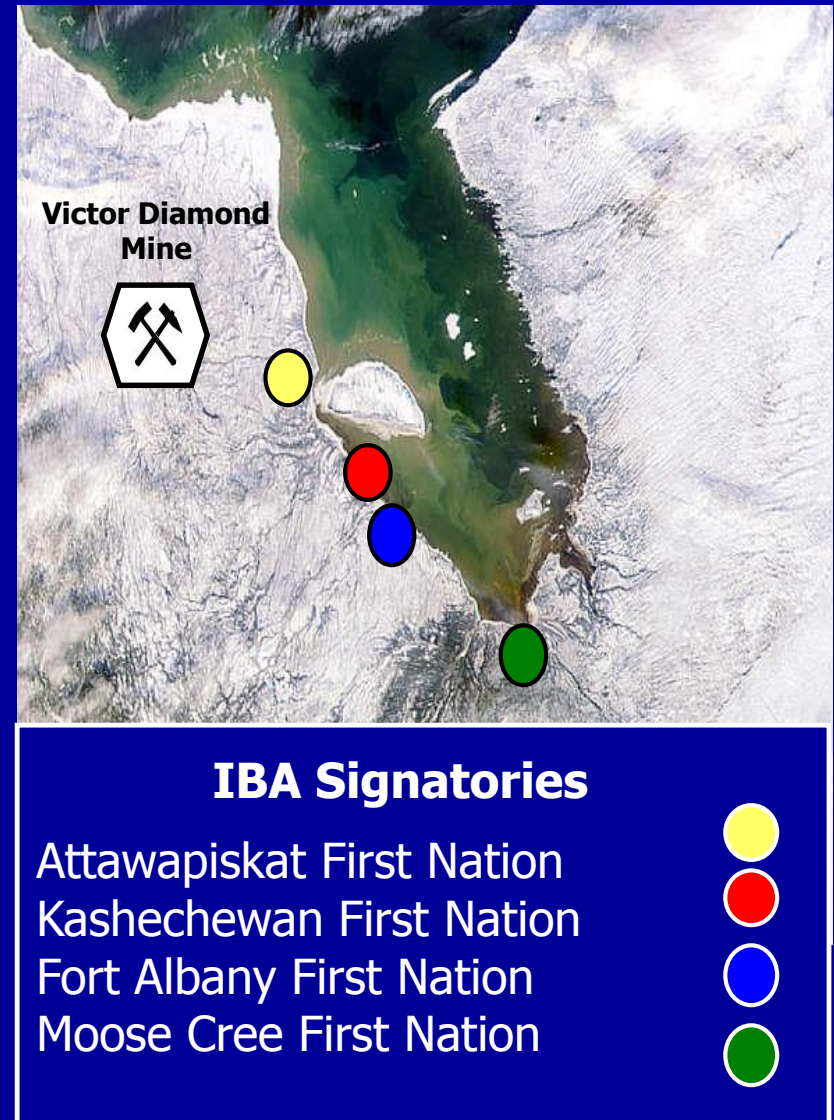 Victor Diamond
Mine
IBA Signatories
Attawapiskat First Nation
Kashechewan First Nation
Fort Albany First Nation
Moose Cree First Nation